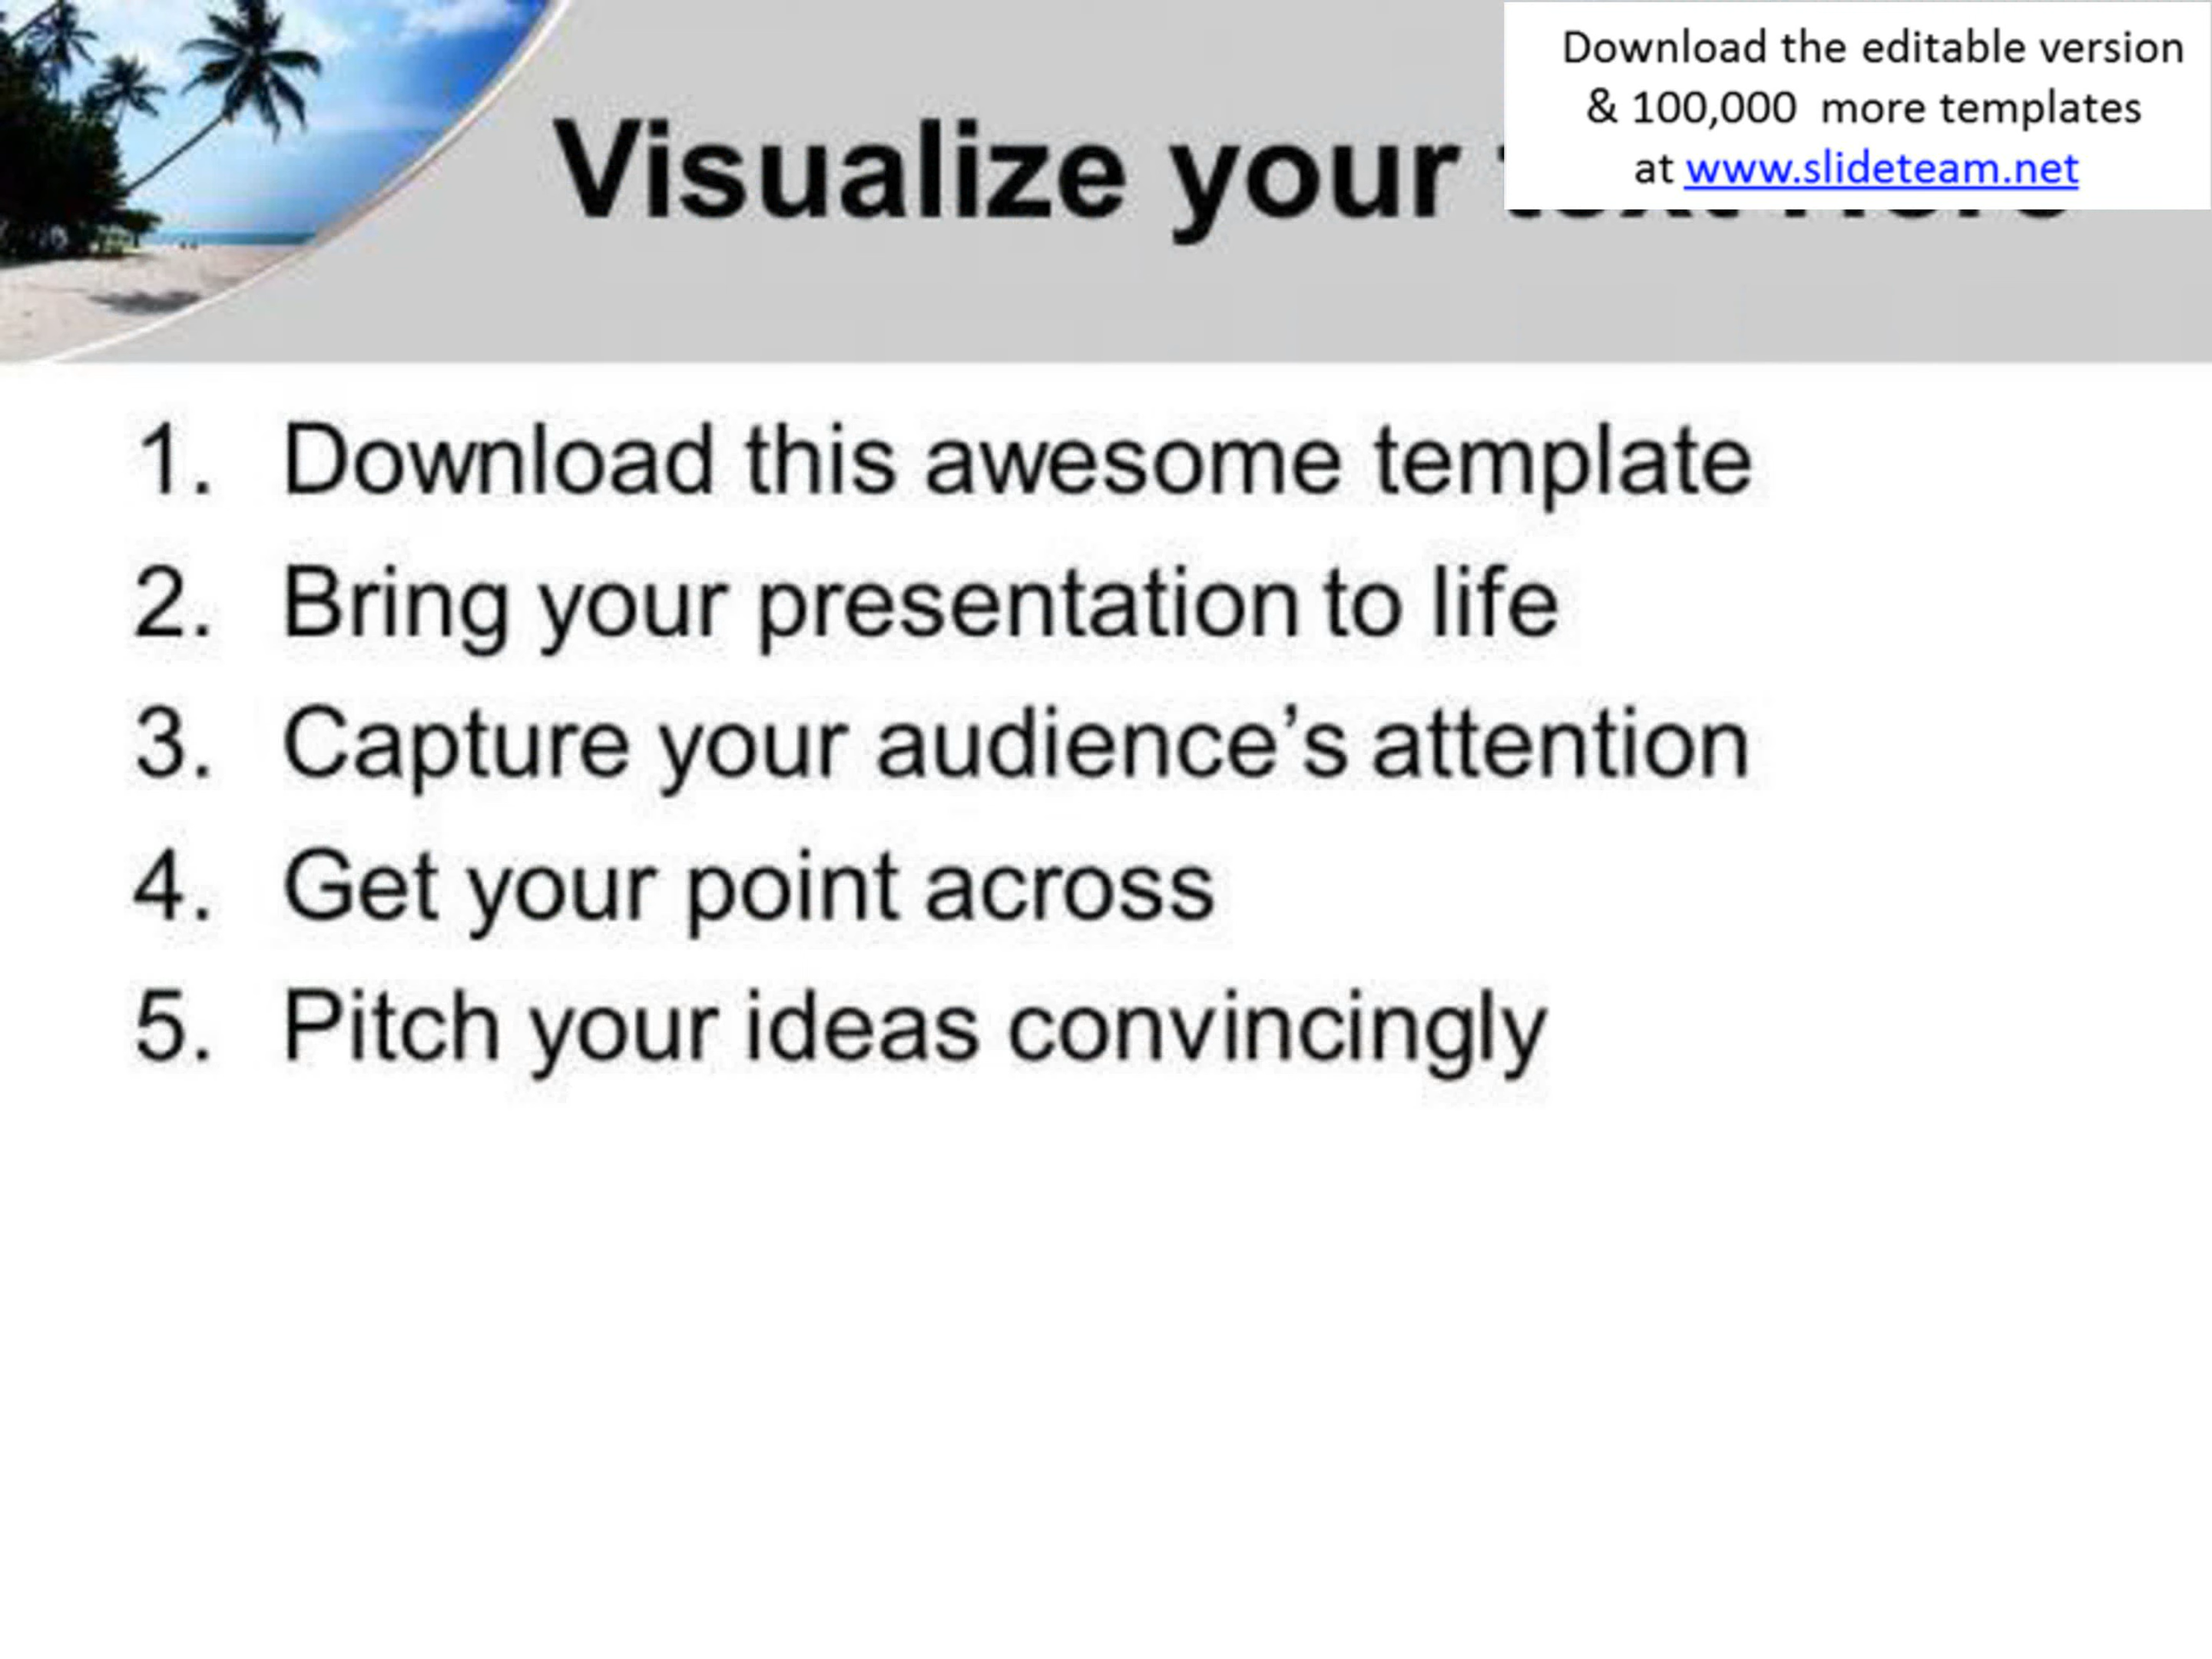 Download the editable version
& 100,000 more templates
at www.slideteam.net
Visualize your
1. Download this awesome template
2. Bring your presentation to life
3. Capture your audience’s attention
4. Get your point across
5. Pitch your ideas convincingly